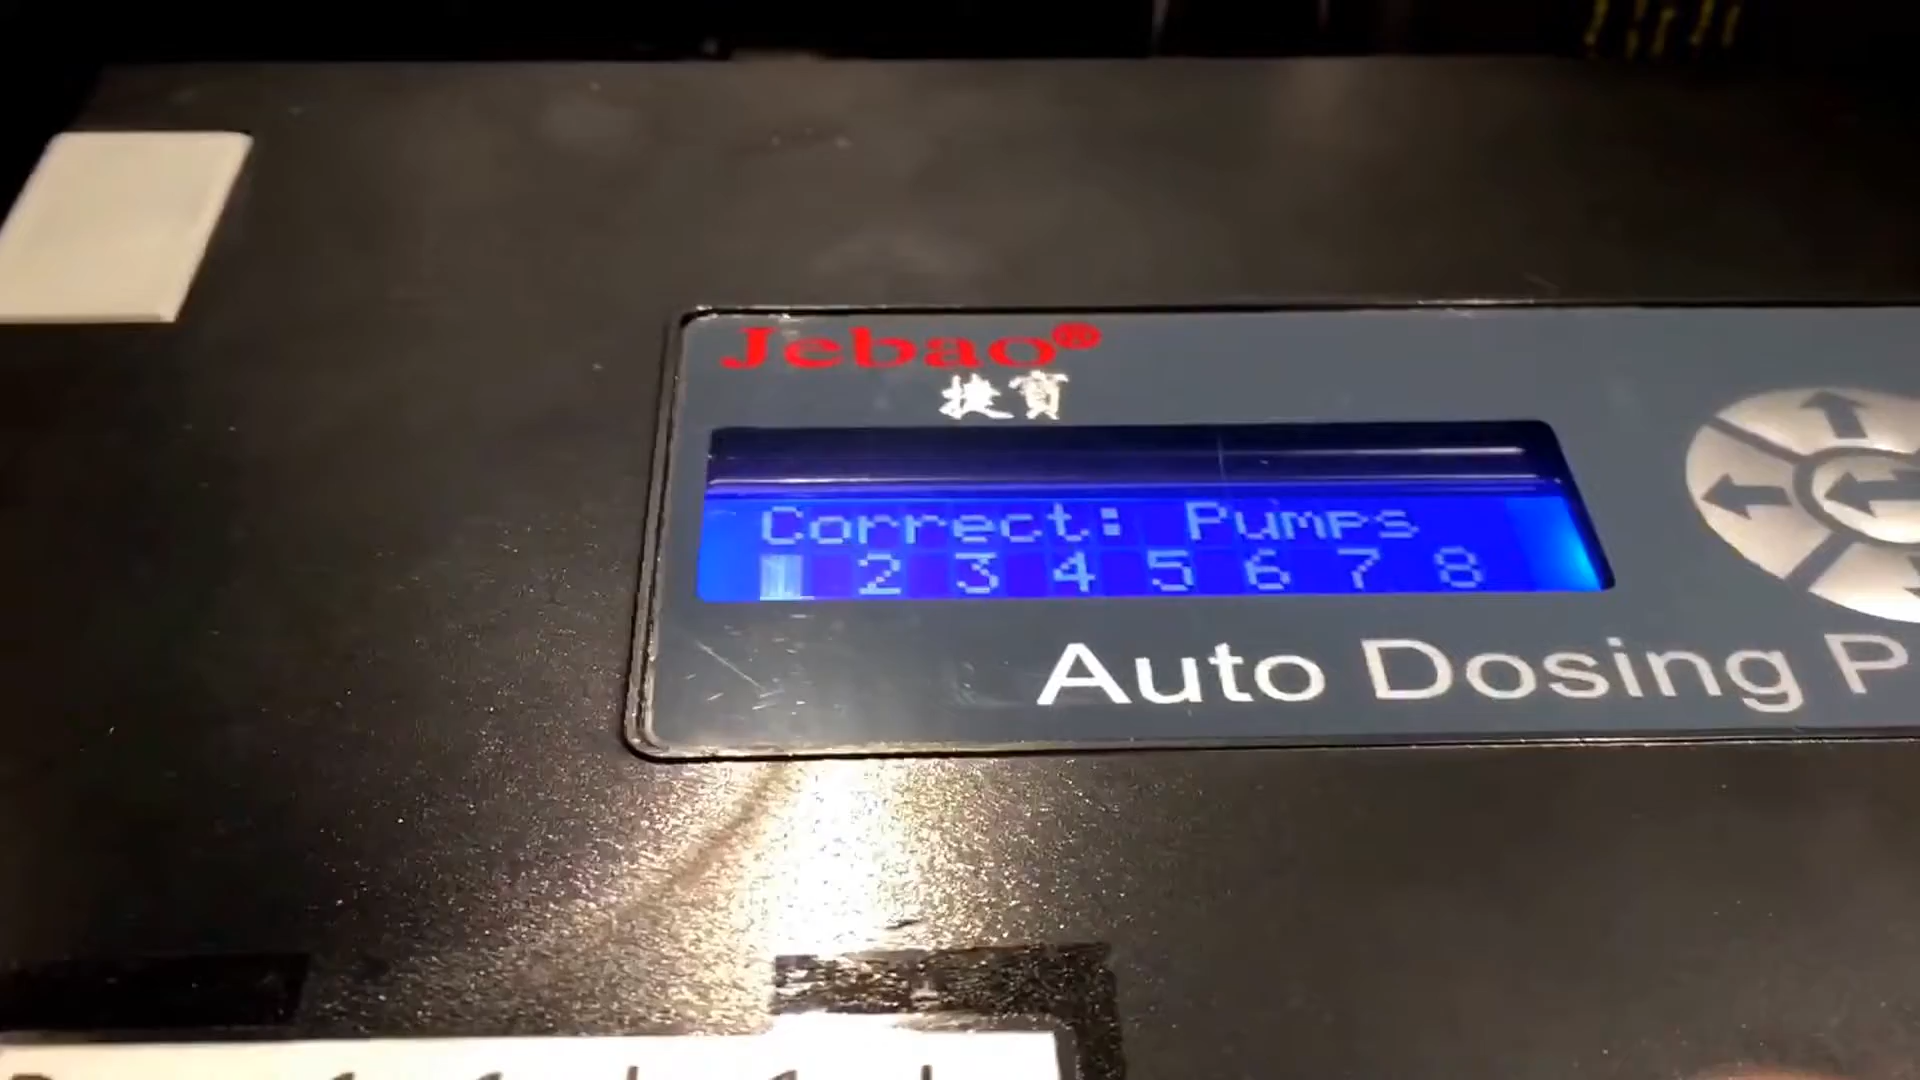 Jebao®
捷寶
Correct: Pumps
1 2 3 4 5 6 7 8
Auto Dosing P